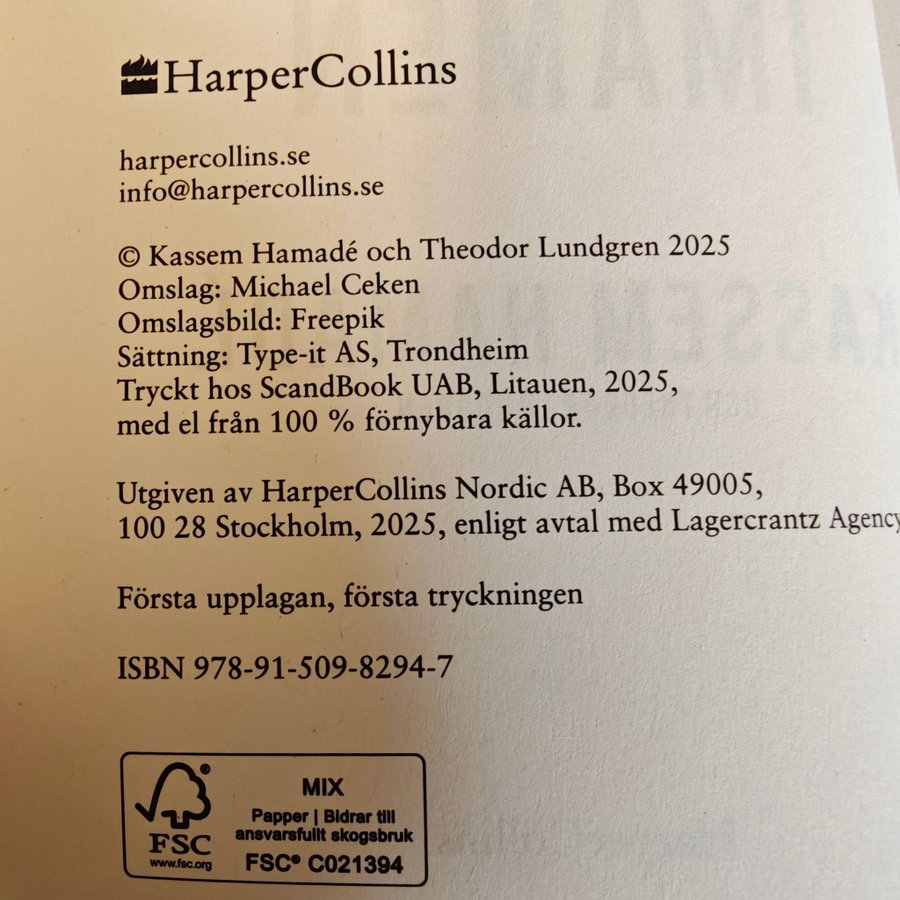 HarperCollins
harpercollins.se
info@harpercollins.se
© Kassem Hamadé och Theodor Lundgren 2025
Omslag: Michael Ceken
Omslagsbild: Freepik
Sättning: Type-it AS, Trondheim
Tryckt hos ScandBook UAB, Litauen, 2025,
med el från 100 % förnybara källor.
Utgiven av HarperCollins Nordic AB, Box 49005,
100 28 Stockholm, 2025, enligt avtal med Lagercrantz Agency
Första upplagan, första tryckningen
ISBN 978-91-509-8294-7
FSC®
www.fsc.org
MIX
Papper | Bidrar till
ansvarsfullt skogsbruk
FSC® C021394